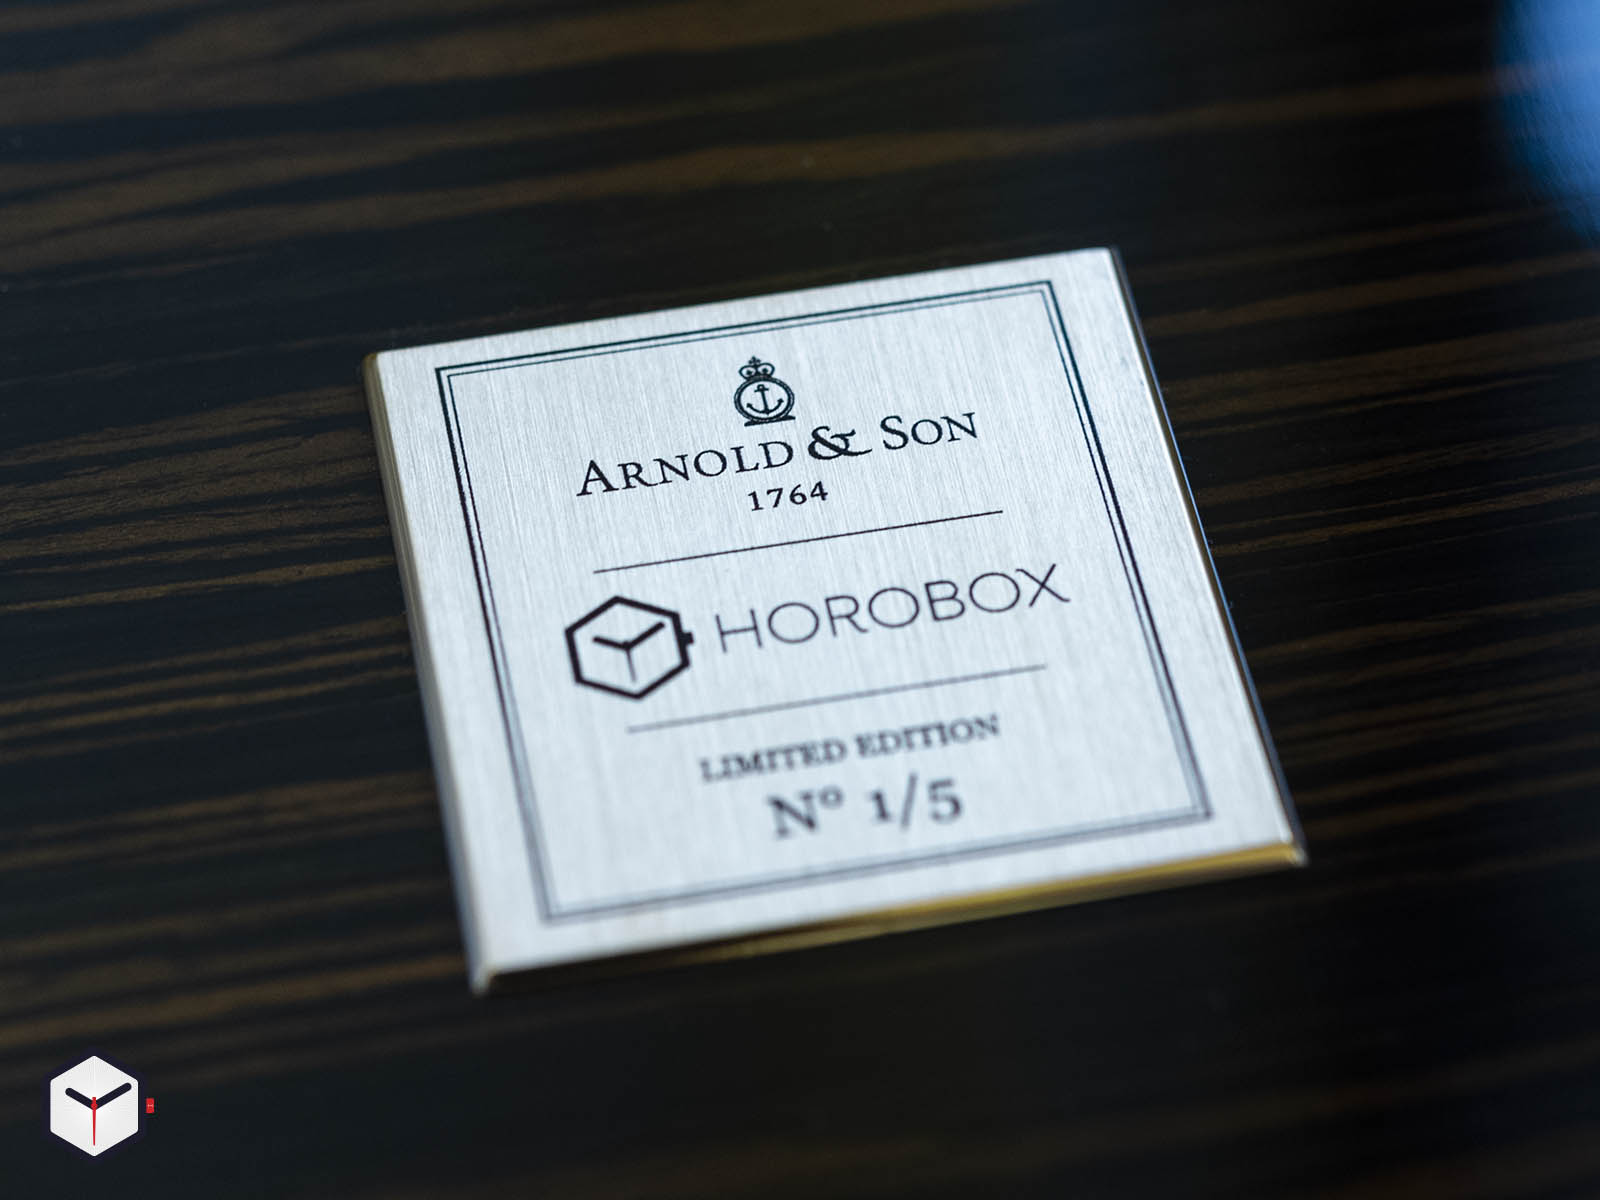 ARNOLD & SON
1764
HOROBOX
LIMITED EDITION
Nº 1/5